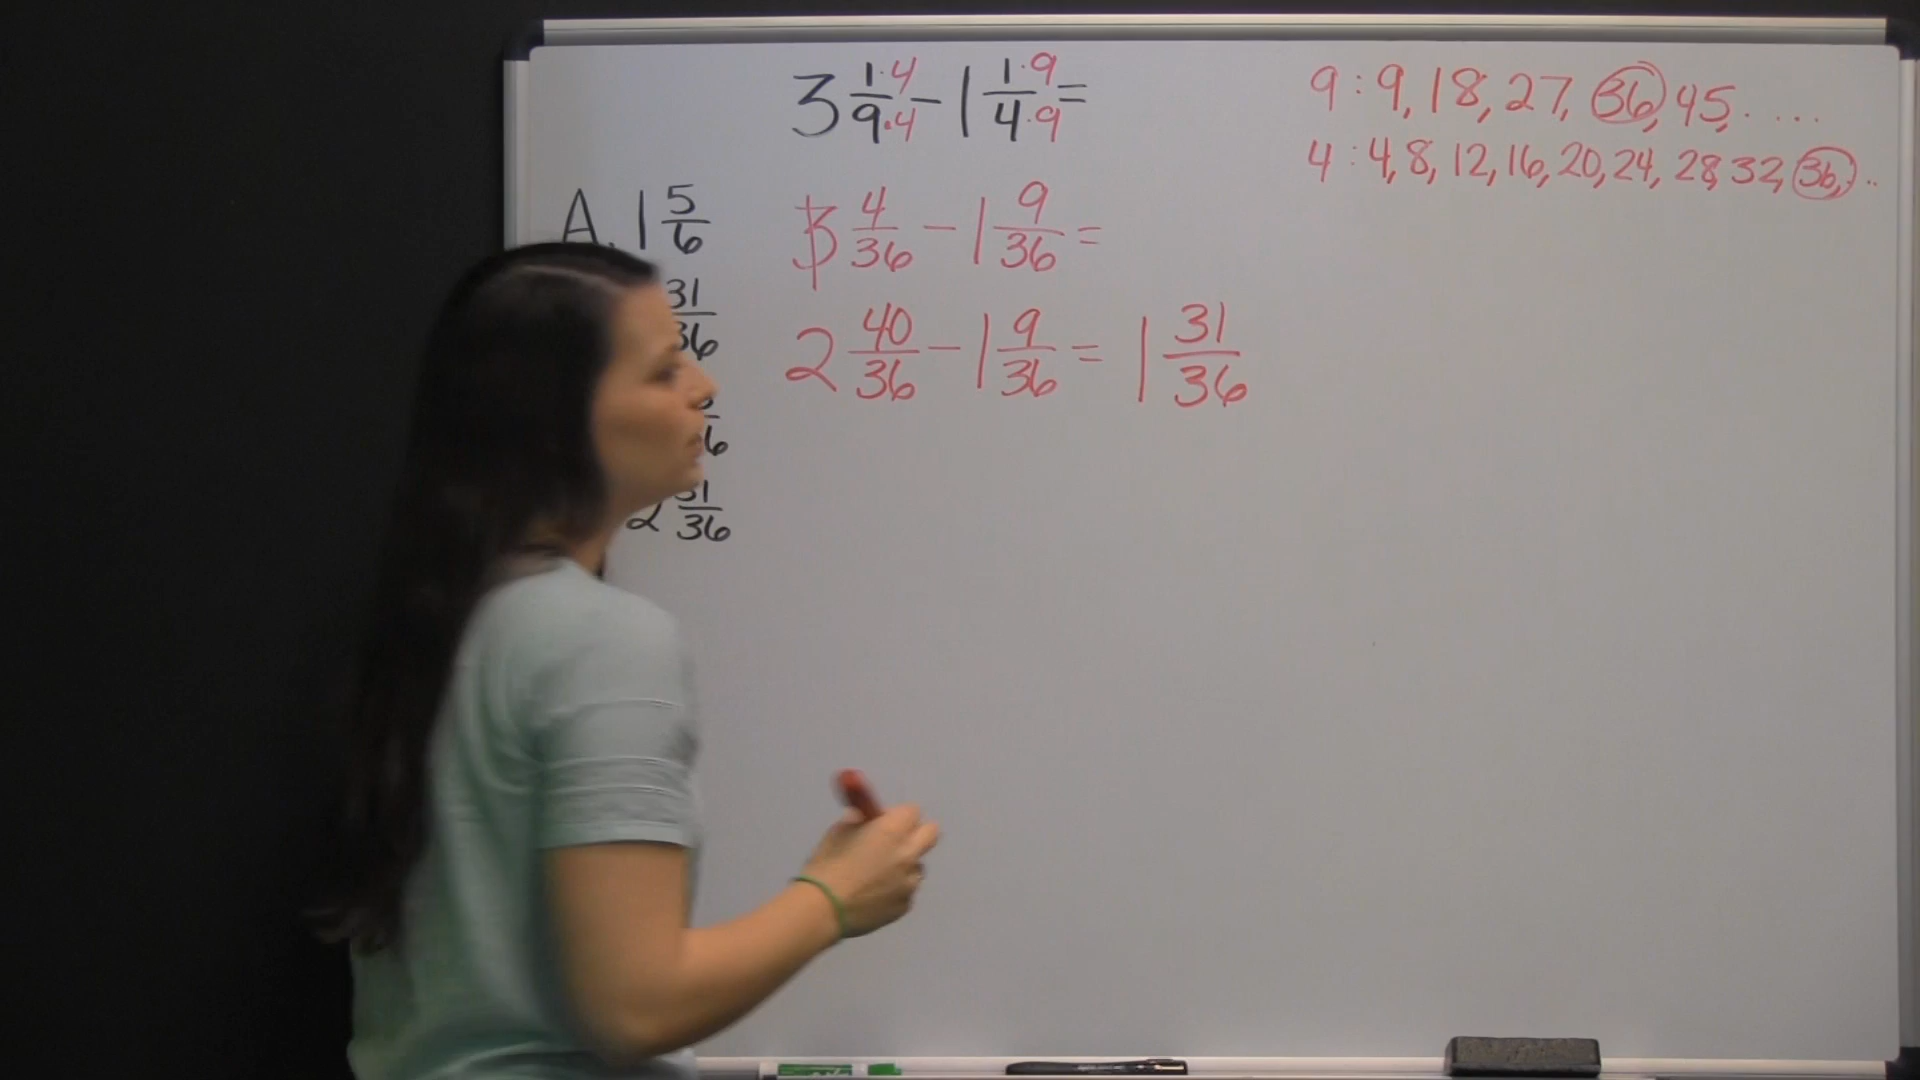 3 1·4/9·4 - 1 1·9/4·9 =
9 : 9, 18, 27, 36, 45, ....
4 : 4, 8, 12, 16, 20, 24, 28, 32, 36, ..
A. 1 5/6
3 4/36 - 1 9/36 =
31/36
2 40/36 - 1 9/36 = 1 31/36
2 31/36